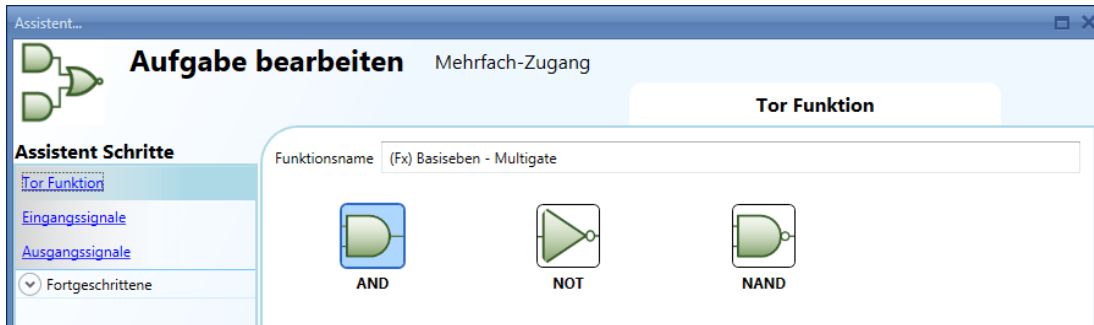 Assistent...
Aufgabe bearbeiten Mehrfach-Zugang
Tor Funktion
Assistent Schritte
Tor Funktion
Eingangssignale
Ausgangssignale
Fortgeschrittene
Funktionsname (Fx) Basiseben - Multigate
AND NOT NAND